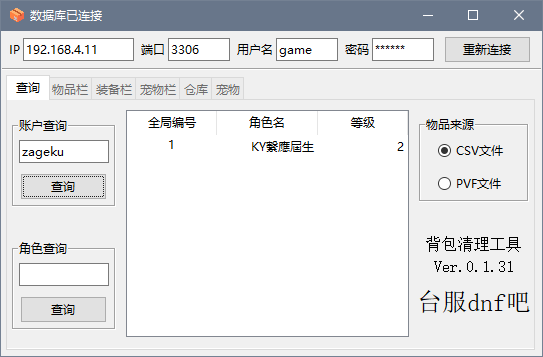 数据库已连接
IP 192.168.4.11 端口 3306 用户名 game 密码 ****** 重新连接
查询 物品栏 装备栏 宠物栏 仓库 宠物
账户查询
zageku
查询
角色查询
查询
全局编号 角色名 等级
1 KY繫應屆生 2
物品来源
CSV文件
PVF文件
背包清理工具
Ver.0.1.31
台服dnf吧